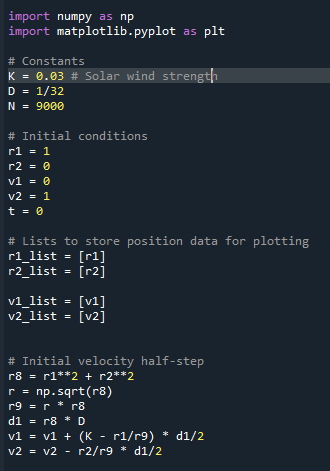 import numpy as np
import matplotlib.pyplot as plt
# Constants
K = 0.03 # Solar wind strength
D = 1/32
N = 9000
# Initial conditions
r1 = 1
r2 = 0
v1 = 0
v2 = 1
t = 0
# Lists to store position data for plotting
r1_list = [r1]
r2_list = [r2]
v1_list = [v1]
v2_list = [v2]
# Initial velocity half-step
r8 = r1**2 + r2**2
r = np.sqrt(r8)
r9 = r * r8
d1 = r8 * D
v1 = v1 + (K - r1/r9) * d1/2
v2 = v2 - r2/r9 * d1/2